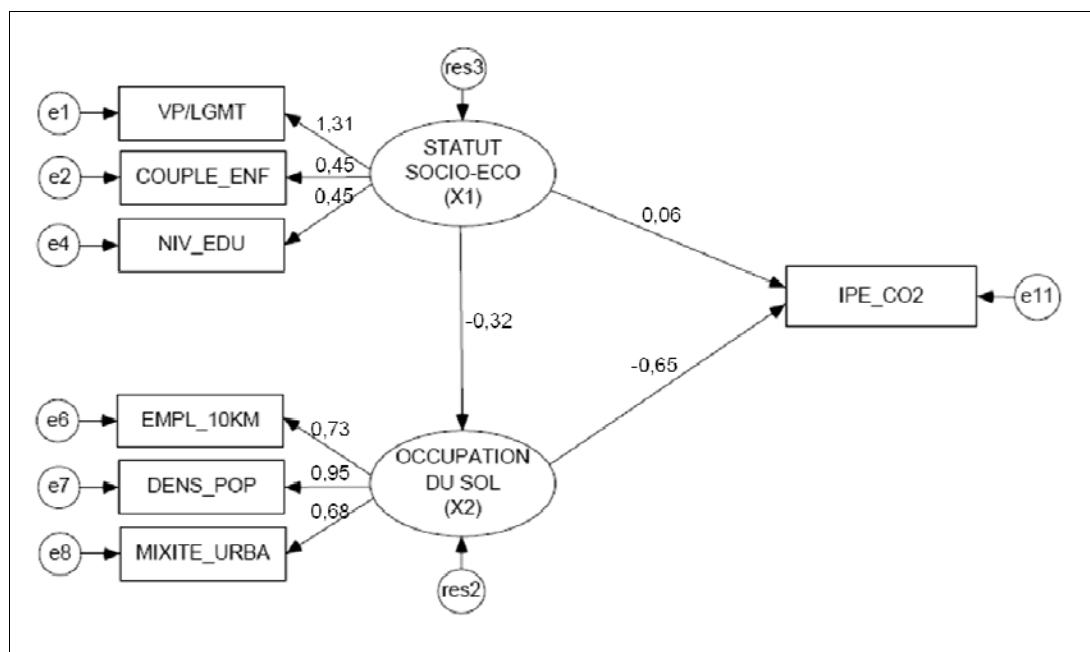 res3
e1
VP/LGMT
1,31
STATUT
SOCIO-ECO
(X1)
e2
COUPLE_ENF
0,45
0,45
e4
NIV_EDU
0,06
IPE_CO2
e11
-0,32
-0,65
e6
EMPL_10KM
0,73
OCCUPATION
DU SOL
(X2)
e7
DENS_POP
0,95
0,68
e8
MIXITE_URBA
res2